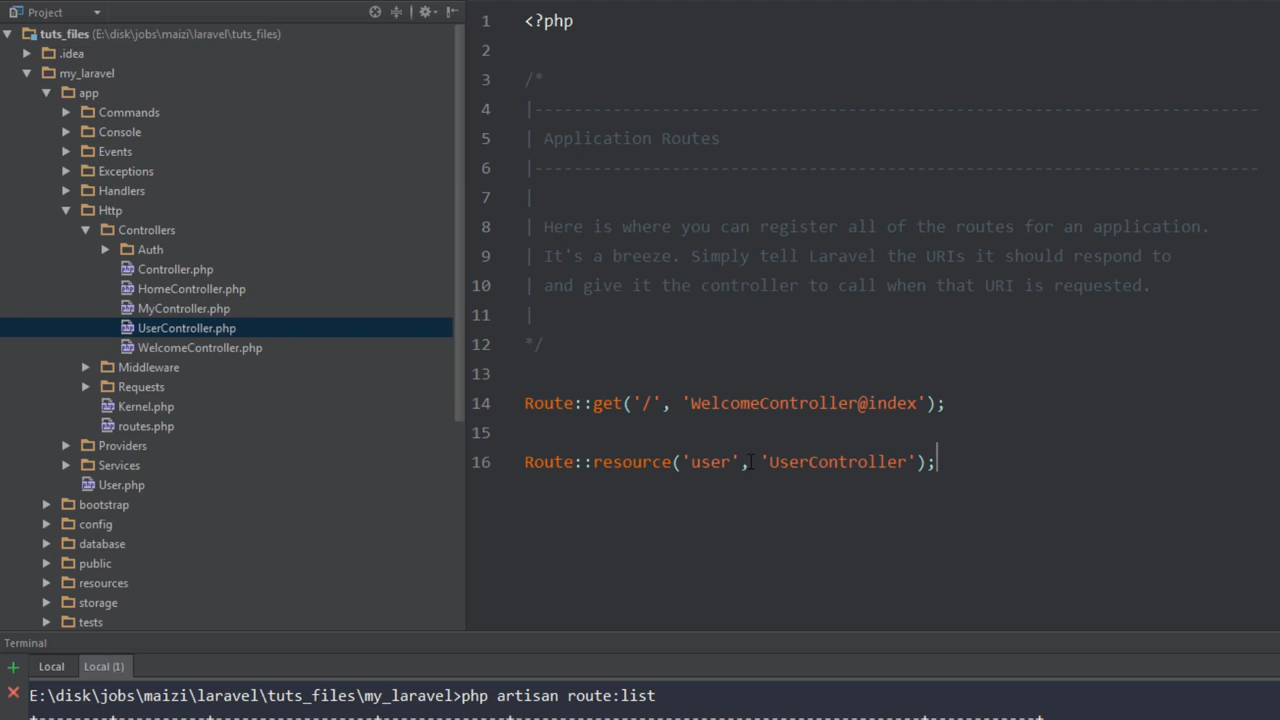 Project
tuts_files (E:\disk\jobs\maizi\laravel\tuts_files)
.idea
my_laravel
app
Commands
Console
Events
Exceptions
Handlers
Http
Controllers
Auth
Controller.php
HomeController.php
MyController.php
UserController.php
WelcomeController.php
Middleware
Requests
Kernel.php
routes.php
Providers
Services
User.php
bootstrap
config
database
public
resources
storage
tests
1 <?php
2
3 /*
4 |--------------------------------------------------------------------------
5 | Application Routes
6 |--------------------------------------------------------------------------
7 |
8 | Here is where you can register all of the routes for an application.
9 | It's a breeze. Simply tell Laravel the URIs it should respond to
10 | and give it the controller to call when that URI is requested.
11 |
12 */
13
14 Route::get('/', 'WelcomeController@index');
15
16 Route::resource('user', 'UserController');
Terminal
Local Local (1)
E:\disk\jobs\maizi\laravel\tuts_files\my_laravel>php artisan route:list